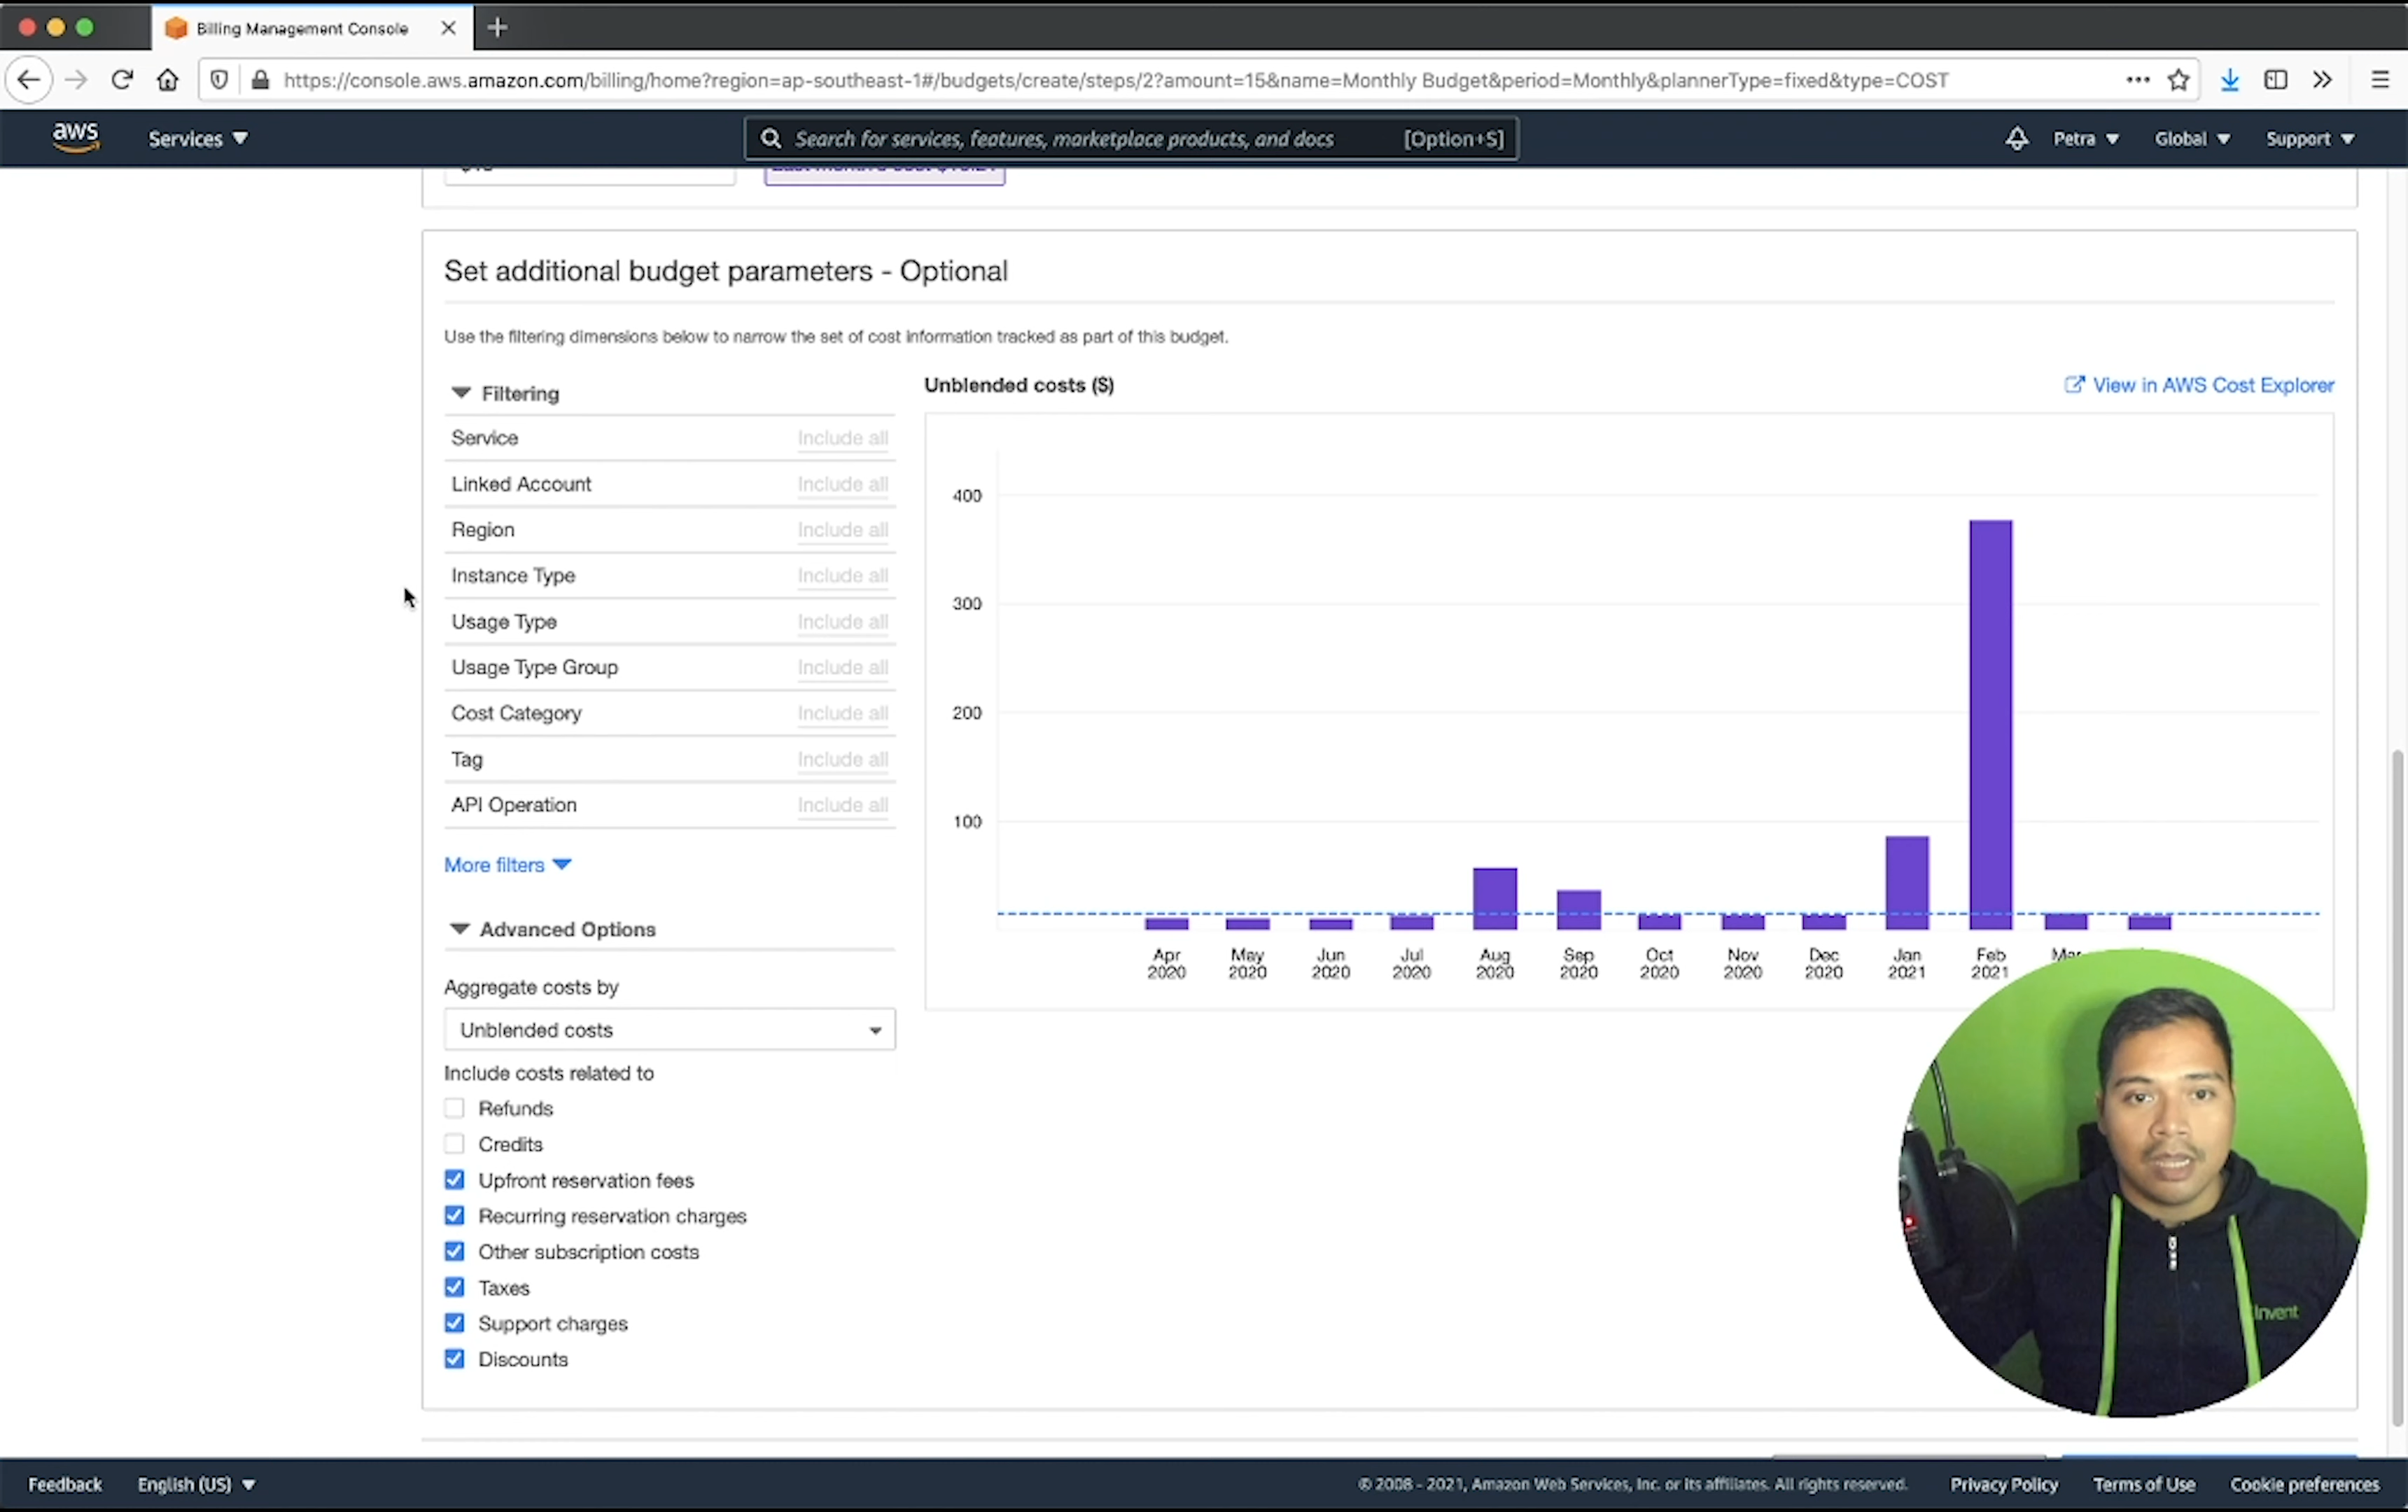 Billing Management Console
https://console.aws.amazon.com/billing/home?region=ap-southeast-1#/budgets/create/steps/2?amount=15&name=Monthly Budget&period=Monthly&plannerType=fixed&type=COST
aws Services Search for services, features, marketplace products, and docs [Option+S] Petra Global Support
Set additional budget parameters - Optional
Use the filtering dimensions below to narrow the set of cost information tracked as part of this budget.
Filtering
Service Include all
Linked Account Include all
Region Include all
Instance Type Include all
Usage Type Include all
Usage Type Group Include all
Cost Category Include all
Tag Include all
API Operation Include all
More filters
Advanced Options
Aggregate costs by
Unblended costs
Include costs related to
Refunds
Credits
Upfront reservation fees
Recurring reservation charges
Other subscription costs
Taxes
Support charges
Discounts
Unblended costs ($)
View in AWS Cost Explorer
400
300
200
100
Apr May Jun Jul Aug Sep Oct Nov Dec Jan Feb Mar
2020 2020 2020 2020 2020 2020 2020 2020 2020 2021 2021
Invent
Feedback English (US) © 2008 - 2021, Amazon Web Services, Inc. or its affiliates. All rights reserved. Privacy Policy Terms of Use Cookie preferences